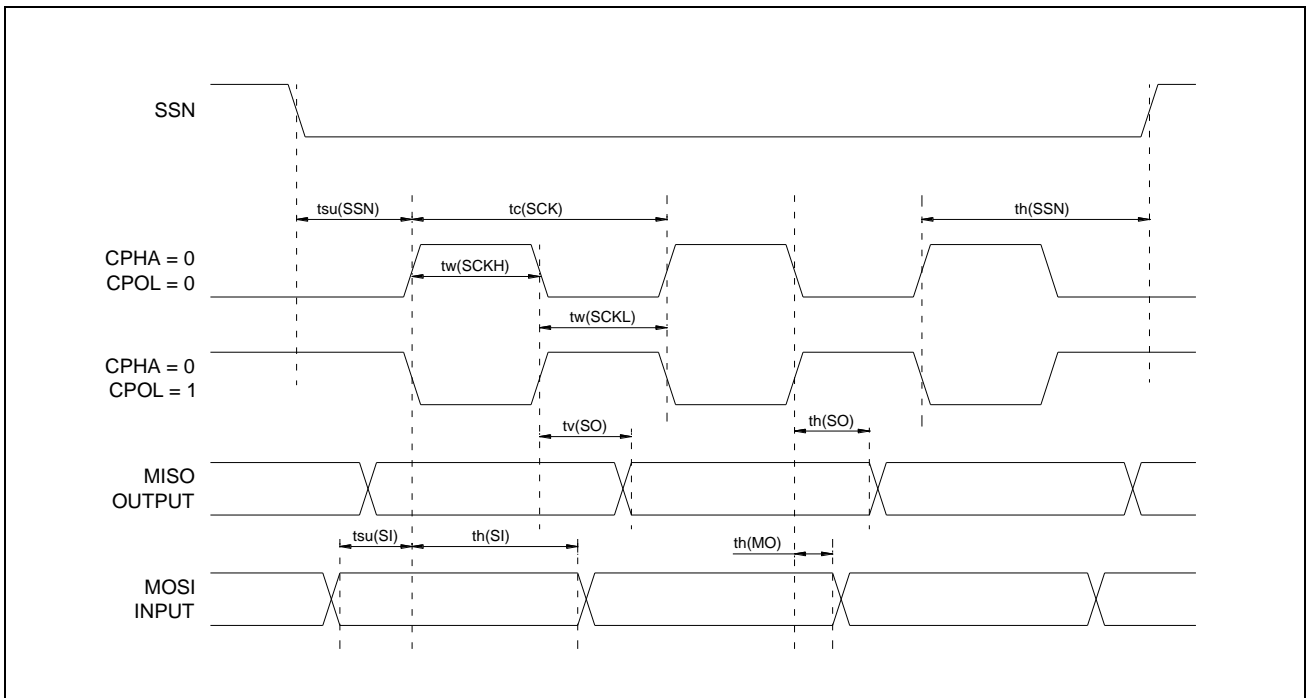 SSN
tsu(SSN)
tc(SCK)
th(SSN)
CPHA = 0
CPOL = 0
tw(SCKH)
tw(SCKL)
CPHA = 0
CPOL = 1
tv(SO)
th(SO)
MISO
OUTPUT
tsu(SI)
th(SI)
th(MO)
MOSI
INPUT